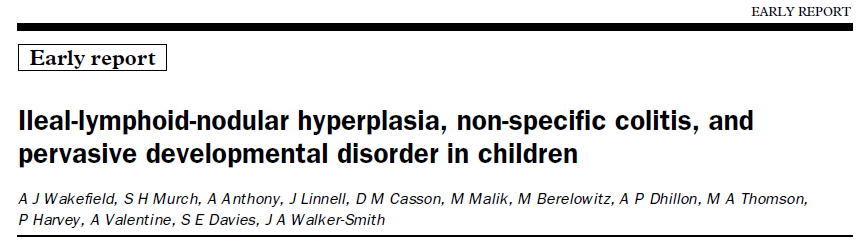 EARLY REPORT
Early report
Ileal-lymphoid-nodular hyperplasia, non-specific colitis, and
pervasive developmental disorder in children
A J Wakefield, S H Murch, A Anthony, J Linnell, D M Casson, M Malik, M Berelowitz, A P Dhillon, M A Thomson,
P Harvey, A Valentine, S E Davies, J A Walker-Smith